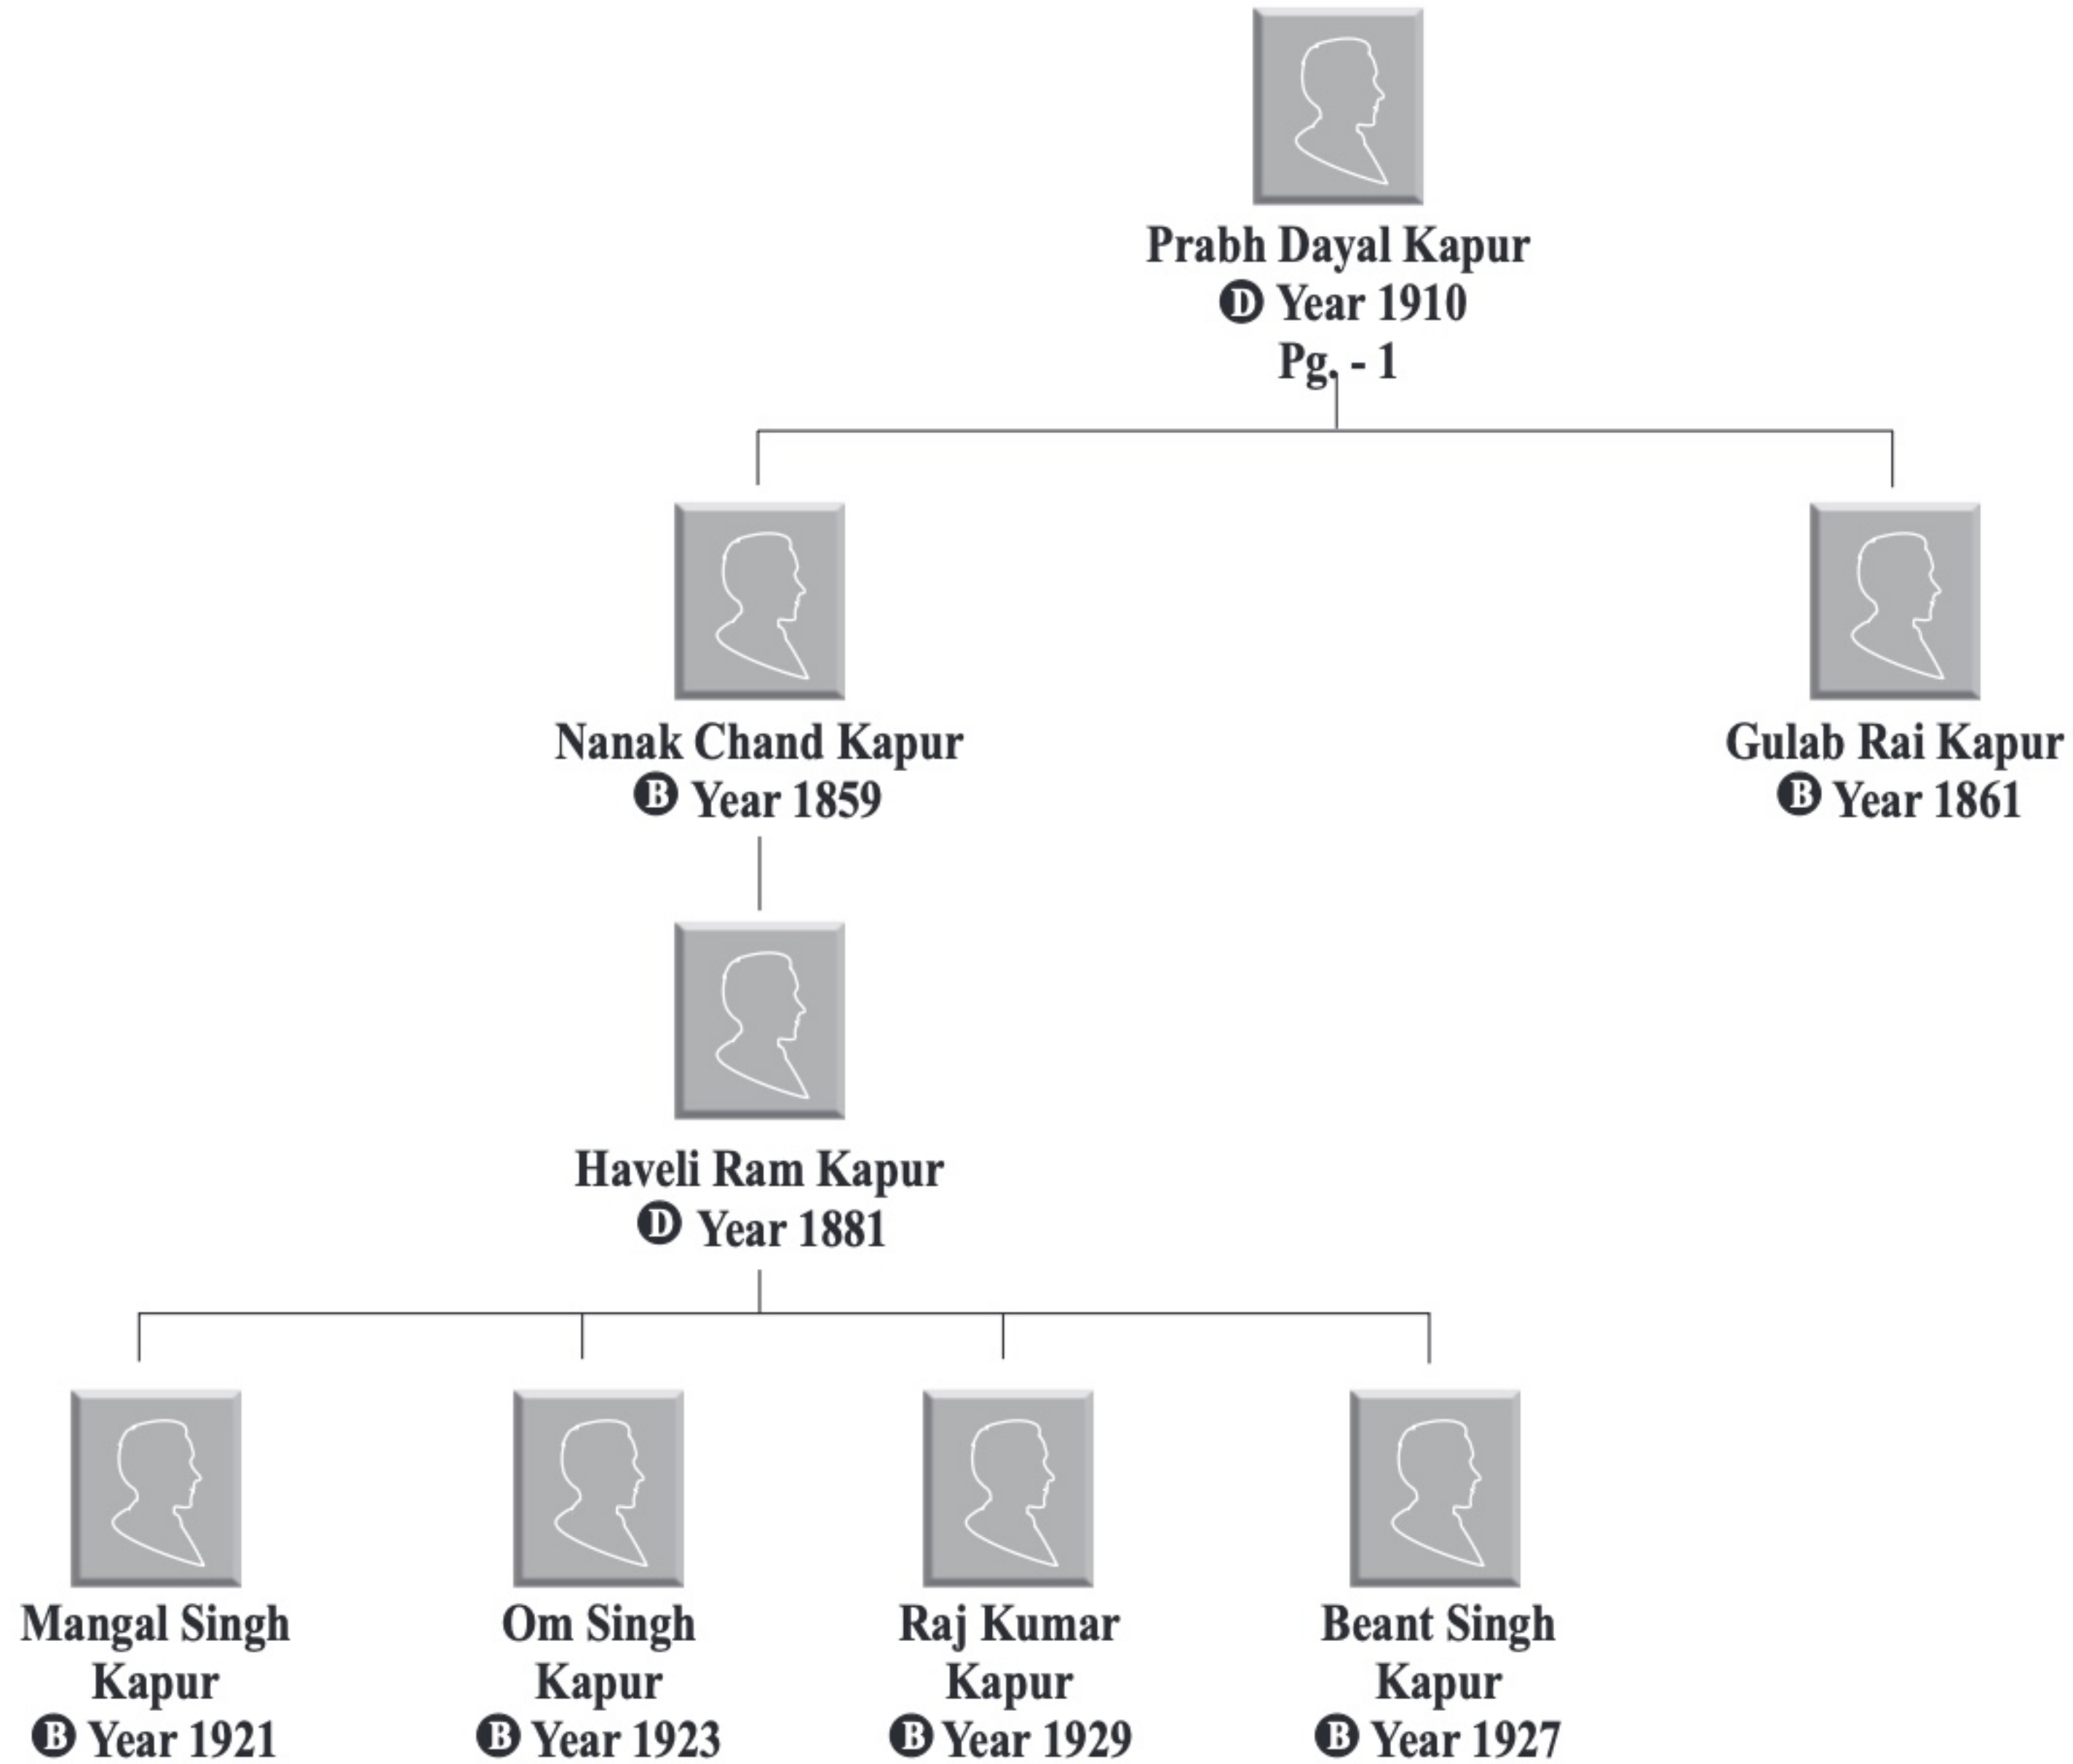 Prabh Dayal Kapur
D Year 1910
Pg. - 1
Nanak Chand Kapur
B Year 1859
Gulab Rai Kapur
B Year 1861
Haveli Ram Kapur
D Year 1881
Mangal Singh
Kapur
B Year 1921
Om Singh
Kapur
B Year 1923
Raj Kumar
Kapur
B Year 1929
Beant Singh
Kapur
B Year 1927